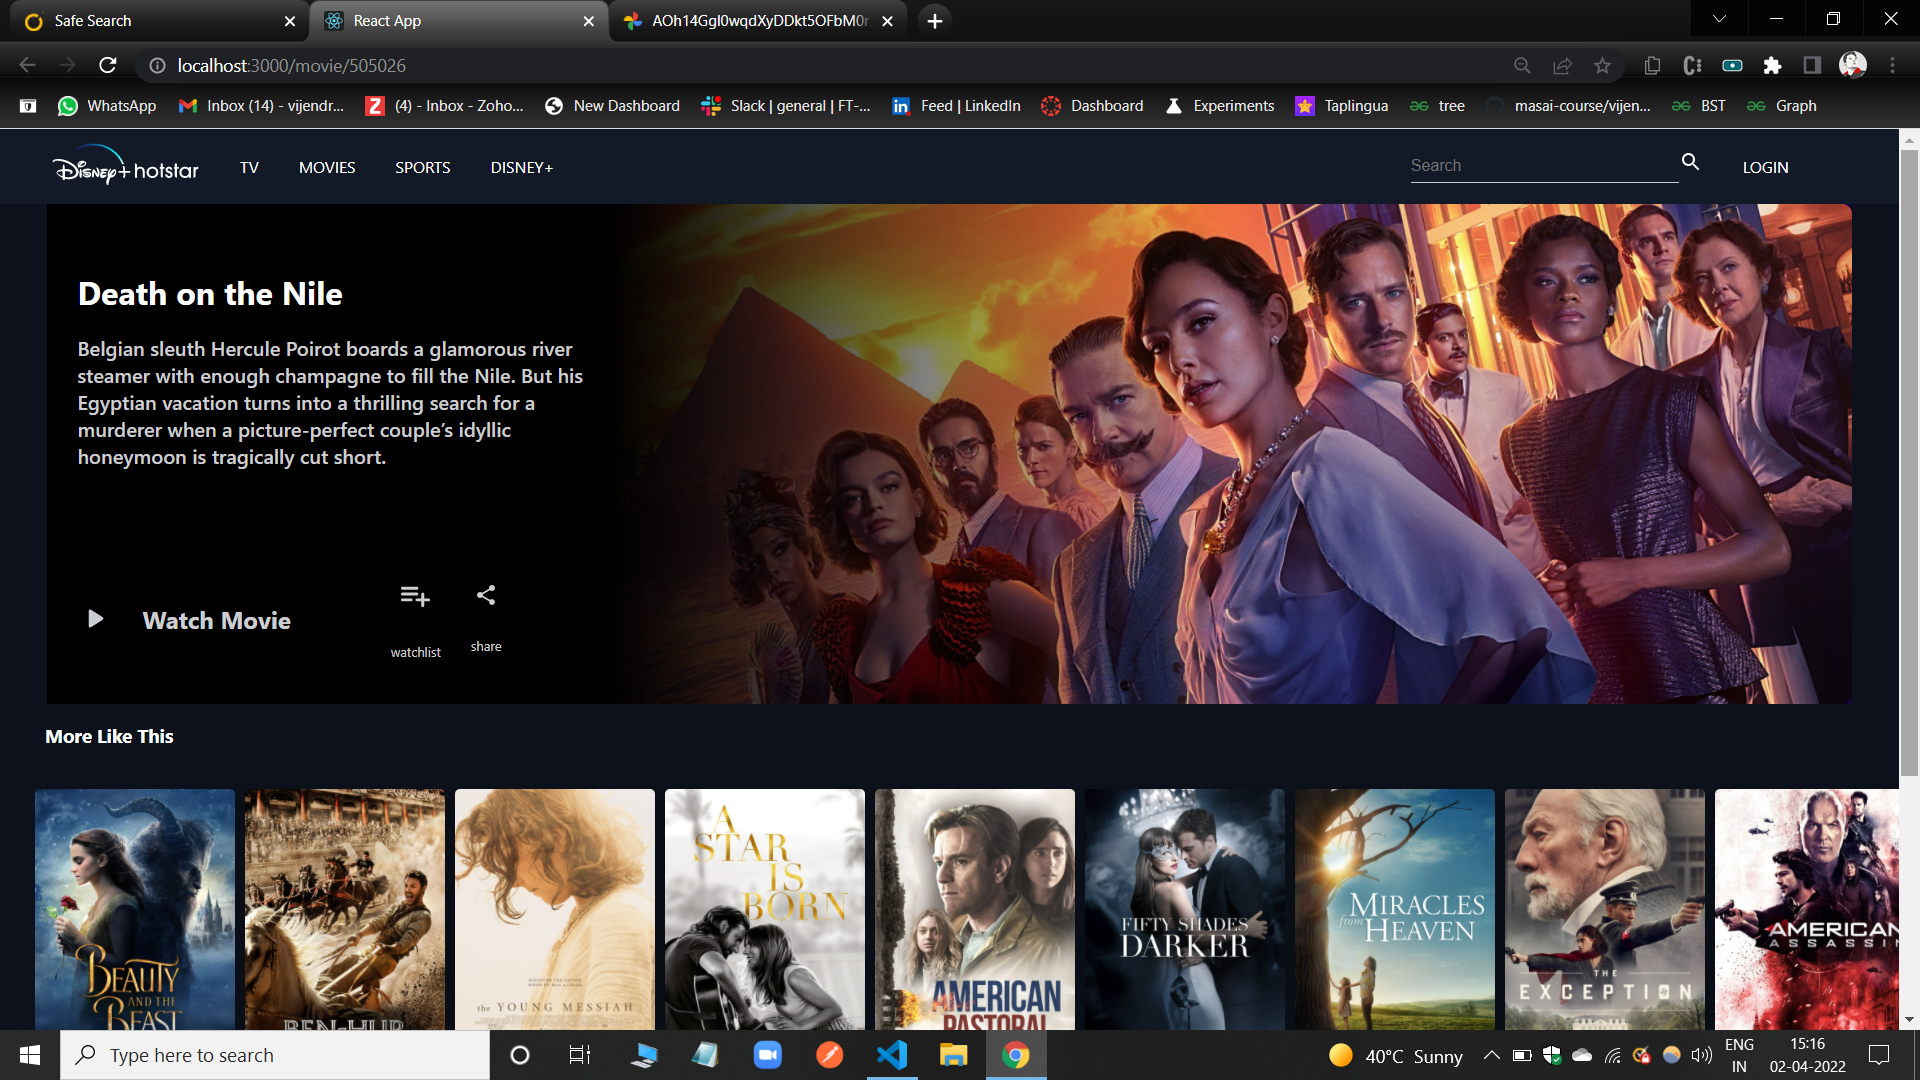 Safe Search
React App
AOh14Ggl0wqdXyDDkt5OFbM0r
localhost:3000/movie/505026
WhatsApp
Inbox (14) - vijendr...
(4) - Inbox - Zoho...
New Dashboard
Slack | general | FT-...
Feed | LinkedIn
Dashboard
Experiments
Taplingua
tree
masai-course/vijen...
BST
Graph
Disney+ hotstar
TV
MOVIES
SPORTS
DISNEY+
Search
LOGIN
Death on the Nile
Belgian sleuth Hercule Poirot boards a glamorous river
steamer with enough champagne to fill the Nile. But his
Egyptian vacation turns into a thrilling search for a
murderer when a picture-perfect couple’s idyllic
honeymoon is tragically cut short.
Watch Movie
watchlist
share
More Like This
BEAUTY
AND THE
BEAST
BEN-HUR
the YOUNG MESSIAH
A
STAR
IS
BORN
AMERICAN
PASTORAL
FIFTY SHADES
DARKER
MIRACLES
from HEAVEN
THE
EXCEPTION
AMERICAN
ASSASSIN
Type here to search
40°C Sunny
ENG
IN
15:16
02-04-2022